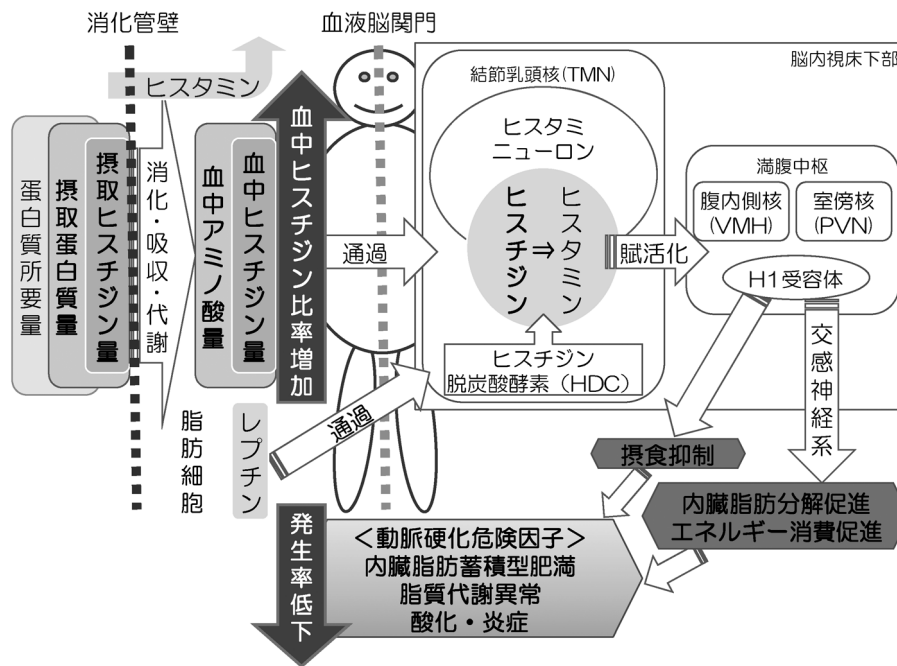 消化管壁
血液脳関門
ヒスタミン
蛋白質所要量
摂取蛋白質量
摂取ヒスチジン量
消化・吸収・代謝
血中アミノ酸量
血中ヒスチジン量
血中ヒスチジン比率増加
通過
脳内視床下部
結節乳頭核(TMN)
ヒスタミ
ニューロン
ヒスチジン
⇒
ヒスタミン
ヒスチジン
脱炭酸酵素（HDC）
賦活化
満腹中枢
腹内側核
(VMH)
室傍核
(PVN)
H1受容体
交感神経系
脂肪細胞
レプチン
通過
摂食抑制
内臓脂肪分解促進
エネルギー消費促進
発生率低下
＜動脈硬化危険因子＞
内臓脂肪蓄積型肥満
脂質代謝異常
酸化・炎症